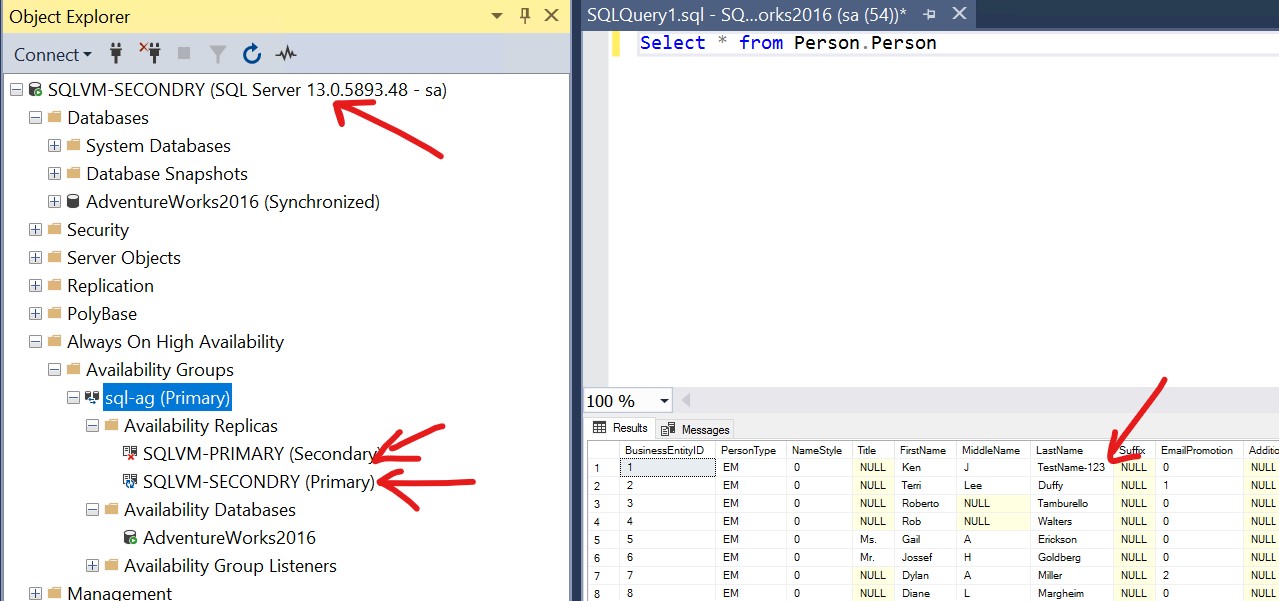 Object Explorer
Connect
SQLVM-SECONDRY (SQL Server 13.0.5893.48 - sa)
Databases
System Databases
Database Snapshots
AdventureWorks2016 (Synchronized)
Security
Server Objects
Replication
PolyBase
Always On High Availability
Availability Groups
sql-ag (Primary)
Availability Replicas
SQLVM-PRIMARY (Secondary)
SQLVM-SECONDRY (Primary)
Availability Databases
AdventureWorks2016
Availability Group Listeners
Management
SQLQuery1.sql - SQ...orks2016 (sa (54))*
Select * from Person.Person
100 %
Results Messages
BusinessEntityID PersonType NameStyle Title FirstName MiddleName LastName Suffix EmailPromotion Additio
1 1 EM 0 NULL Ken J TestName-123 NULL 0 NULL
2 2 EM 0 NULL Terri Lee Duffy NULL 1 NULL
3 3 EM 0 NULL Roberto NULL Tamburello NULL 0 NULL
4 4 EM 0 NULL Rob NULL Walters NULL 0 NULL
5 5 EM 0 Ms. Gail A Erickson NULL 0 NULL
6 6 EM 0 Mr. Jossef H Goldberg NULL 0 NULL
7 7 EM 0 NULL Dylan A Miller NULL 2 NULL
8 8 EM 0 NULL Diane L Margheim NULL 0 NULL